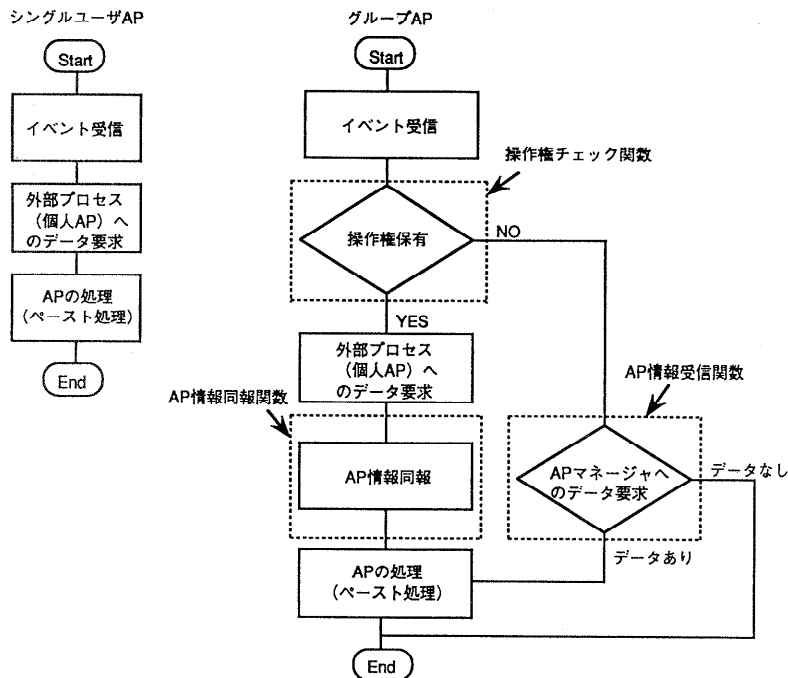 シングルユーザAP
Start
イベント受信
外部プロセス
(個人AP)へ
のデータ要求
APの処理
(ペースト処理)
End
グループAP
Start
イベント受信
操作権チェック関数
操作権保有
NO
YES
外部プロセス
(個人AP)へ
のデータ要求
AP情報同報関数
AP情報同報
AP情報受信関数
APマネージャへ
のデータ要求
データなし
データあり
APの処理
(ペースト処理)
End